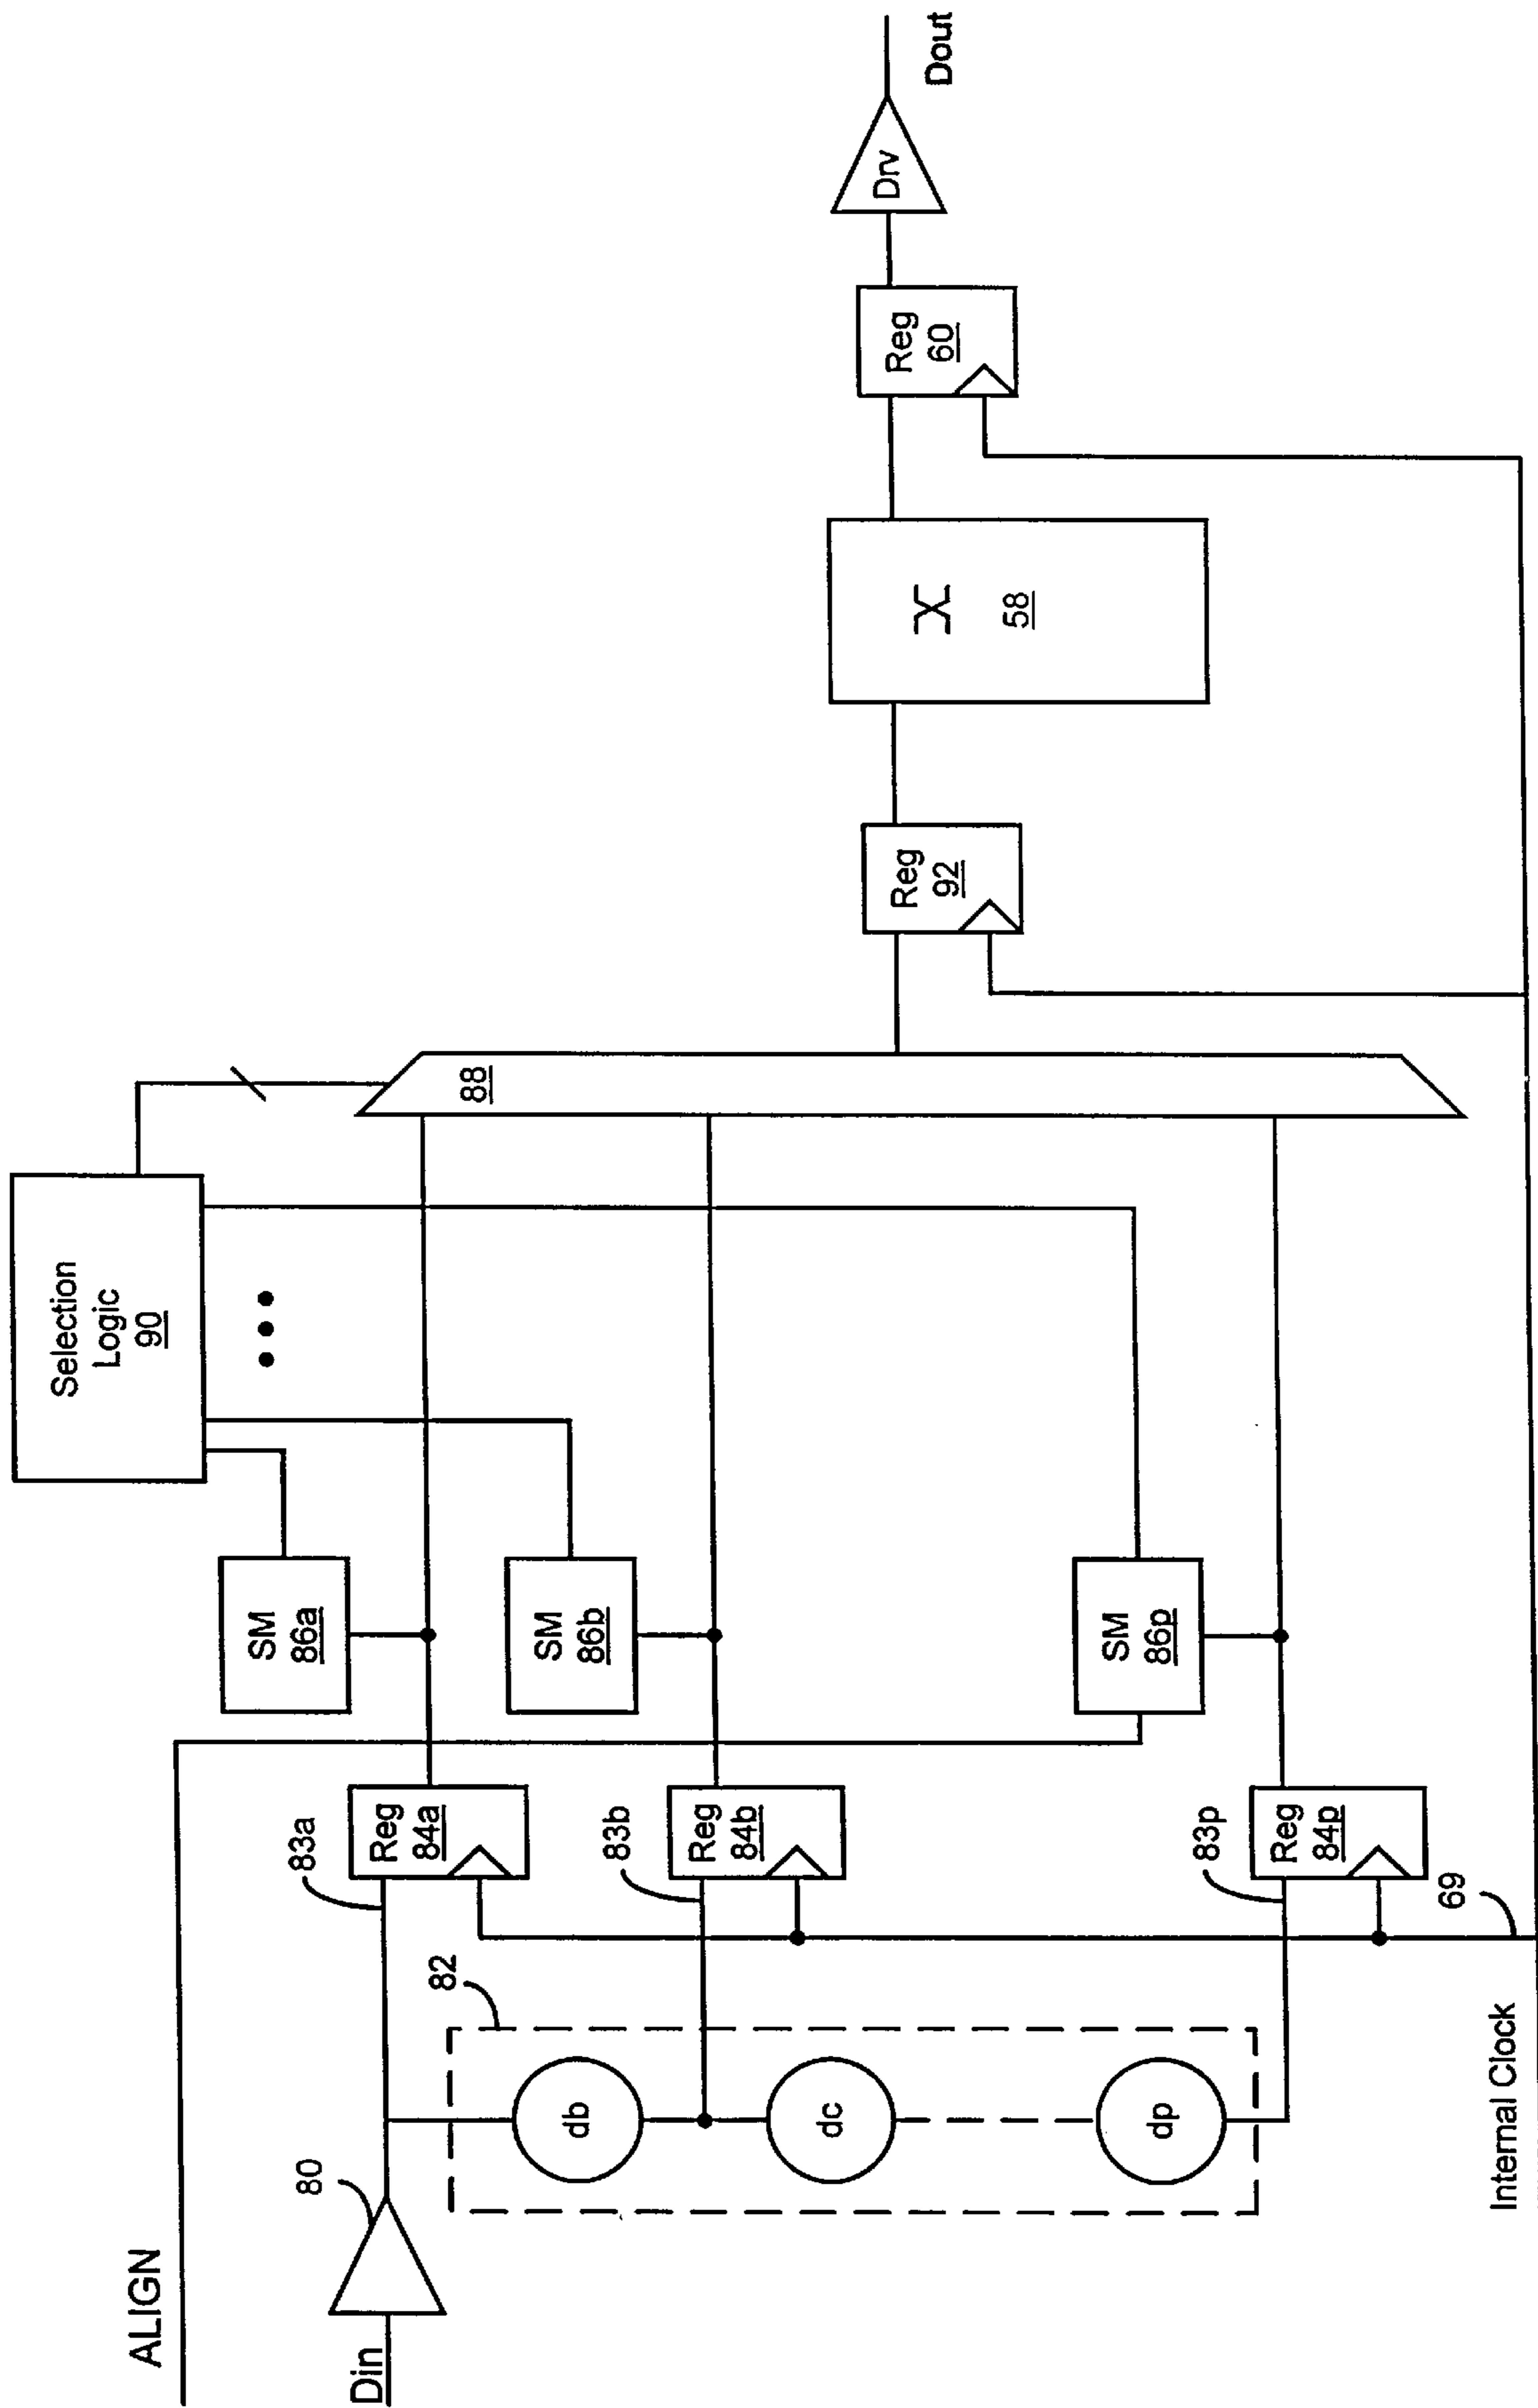 ALIGN
Din
80
82
db
dc
dp
83a
83b
83p
Reg
84a
Reg
84b
Reg
84p
69
Internal Clock
SM
86a
SM
86b
SM
86p
Selection
Logic
90
88
Reg
92
X
58
Reg
60
Drv
Dout